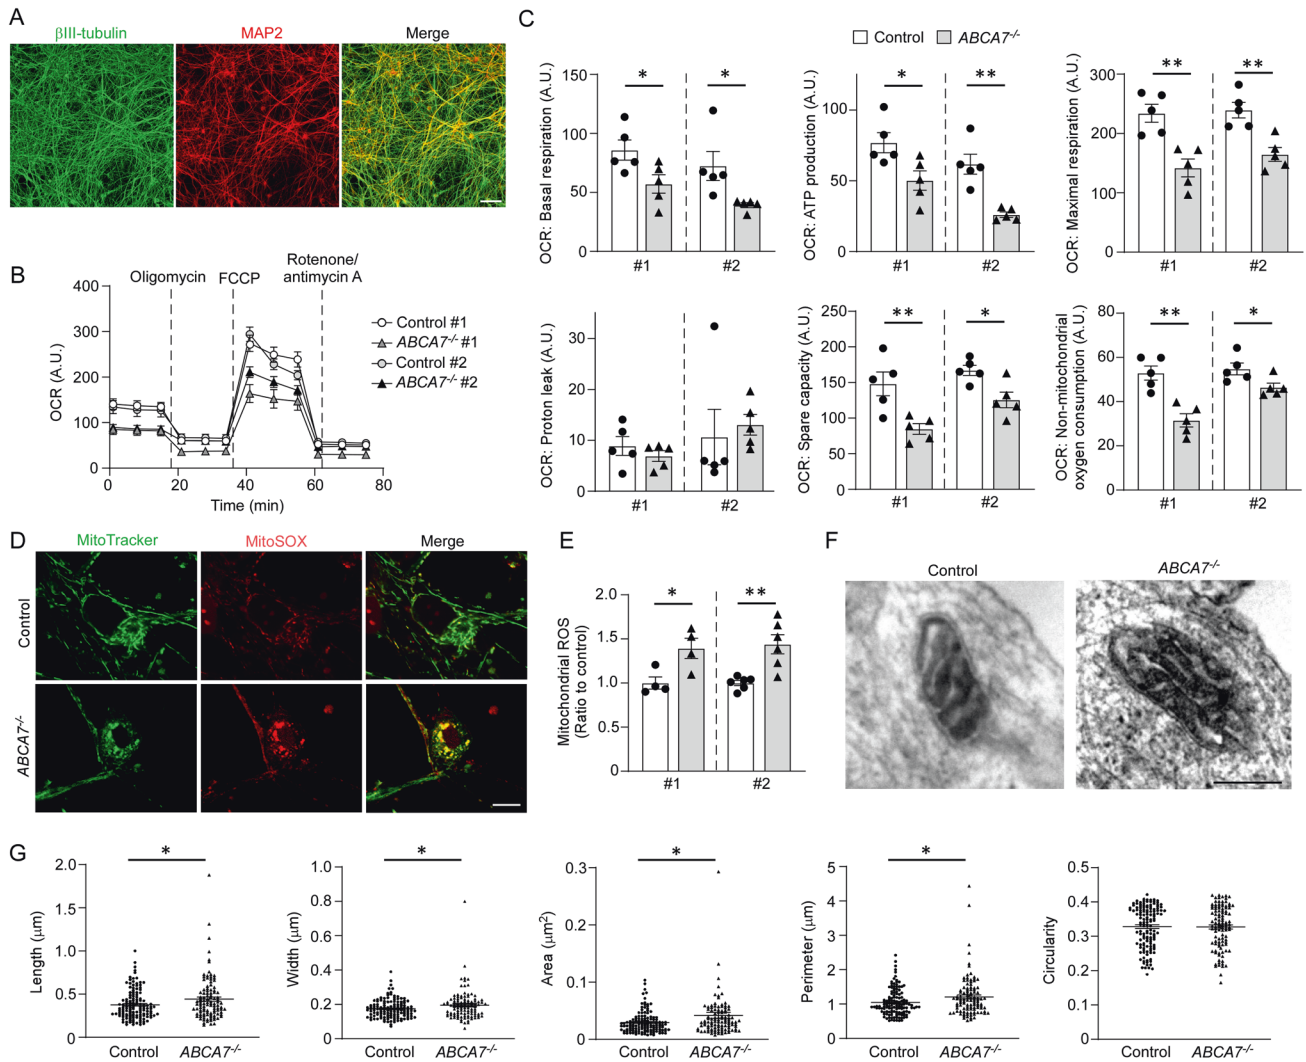 A
βIII-tubulin
MAP2
Merge
B
Oligomycin
FCCP
Rotenone/
antimycin A
OCR (A.U.)
400
300
200
100
0
0
20
40
60
80
Time (min)
Control #1
ABCA7-/- #1
Control #2
ABCA7-/- #2
C
Control
ABCA7-/-
OCR: Basal respiration (A.U.)
150
100
50
0
*
*
#1
#2
OCR: ATP production (A.U.)
100
50
0
*
**
#1
#2
OCR: Maximal respiration (A.U.)
300
200
100
0
**
**
#1
#2
OCR: Proton leak (A.U.)
30
20
10
0
#1
#2
OCR: Spare capacity (A.U.)
250
200
150
100
50
0
**
*
#1
#2
OCR: Non-mitochondrial
oxygen consumption (A.U.)
80
60
40
20
0
**
*
#1
#2
D
MitoTracker
MitoSOX
Merge
Control
ABCA7-/-
E
Mitochondrial ROS
(Ratio to control)
2.0
1.5
1.0
0.5
0
*
**
#1
#2
F
Control
ABCA7-/-
G
Length (μm)
2.0
1.5
1.0
0.5
0
*
Control
ABCA7-/-
Width (μm)
1.0
0.8
0.6
0.4
0.2
0
*
Control
ABCA7-/-
Area (μm2)
0.3
0.2
0.1
0
*
Control
ABCA7-/-
Perimeter (μm)
5
4
3
2
1
0
*
Control
ABCA7-/-
Circularity
0.5
0.4
0.3
0.2
0.1
0
Control
ABCA7-/-